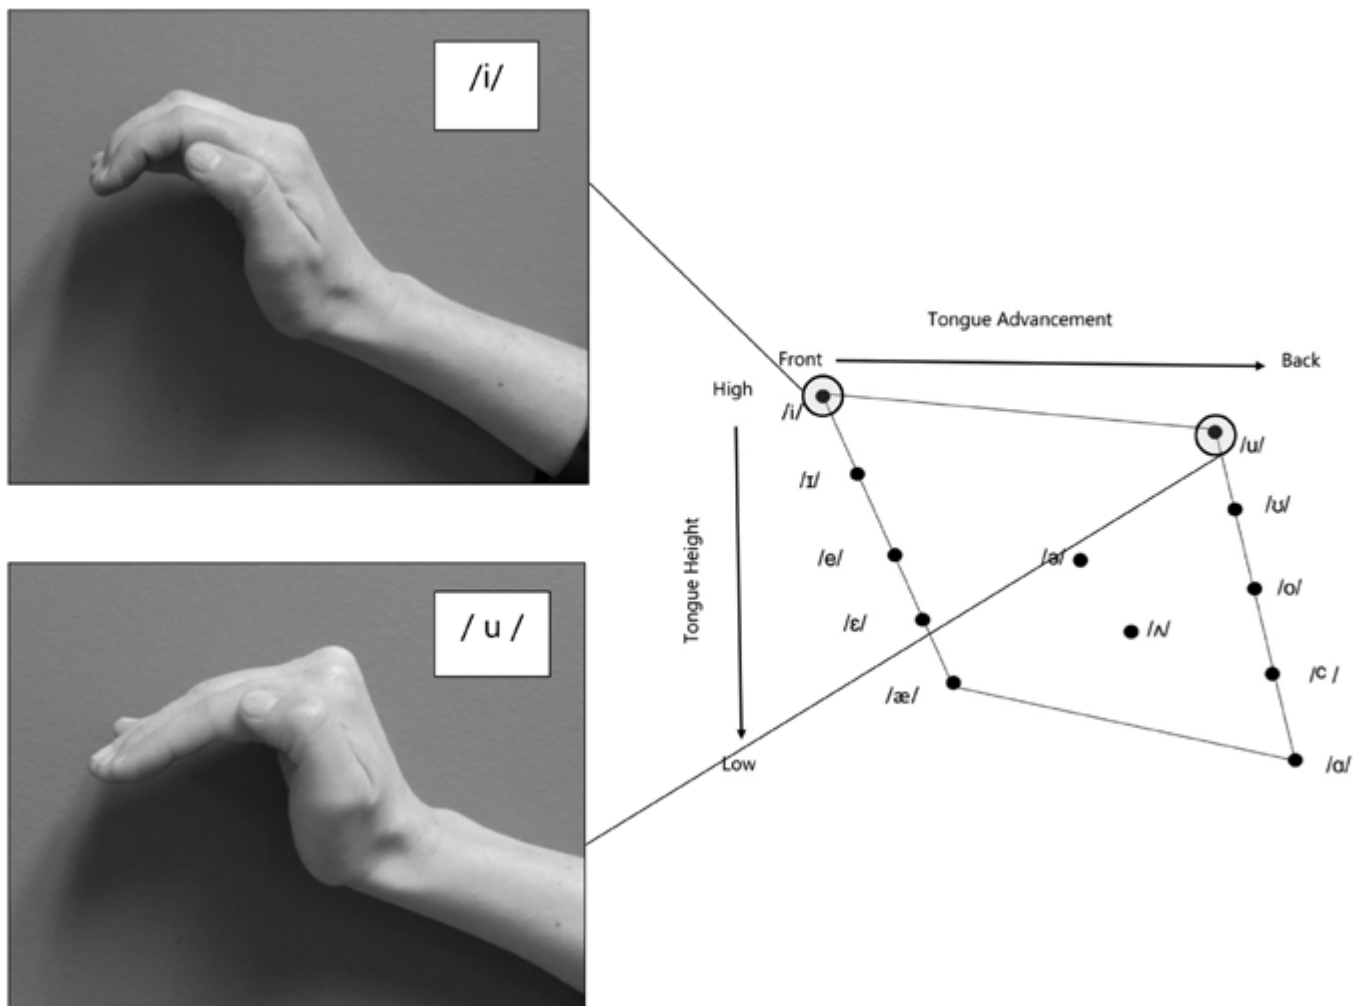 /i/
/ u /
Tongue Advancement
Front
Back
High
/i/
/u/
/ɪ/
/ʊ/
Tongue Height
/e/
/ə/
/o/
/ɛ/
/ʌ/
/c /
/æ/
Low
/ɑ/